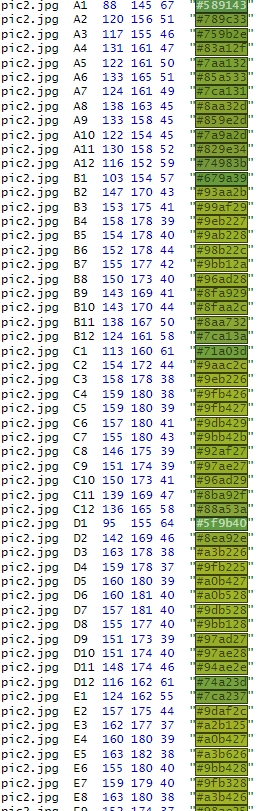 pic2.jpg A1 88 145 67 "#589143"
pic2.jpg A2 120 156 51 "#789c33"
pic2.jpg A3 117 155 46 "#759b2e"
pic2.jpg A4 131 161 47 "#83a12f"
pic2.jpg A5 122 161 50 "#7aa132"
pic2.jpg A6 133 165 51 "#85a533"
pic2.jpg A7 124 161 49 "#7ca131"
pic2.jpg A8 138 163 45 "#8aa32d"
pic2.jpg A9 133 158 45 "#859e2d"
pic2.jpg A10 122 154 45 "#7a9a2d"
pic2.jpg A11 130 158 52 "#829e34"
pic2.jpg A12 116 152 59 "#74983b"
pic2.jpg B1 103 154 57 "#679a39"
pic2.jpg B2 147 170 43 "#93aa2b"
pic2.jpg B3 153 175 41 "#99af29"
pic2.jpg B4 158 178 39 "#9eb227"
pic2.jpg B5 154 178 40 "#9ab228"
pic2.jpg B6 152 178 44 "#98b22c"
pic2.jpg B7 155 177 42 "#9bb12a"
pic2.jpg B8 150 173 40 "#96ad28"
pic2.jpg B9 143 169 41 "#8fa929"
pic2.jpg B10 143 170 44 "#8faa2c"
pic2.jpg B11 138 167 50 "#8aa732"
pic2.jpg B12 124 161 58 "#7ca13a"
pic2.jpg C1 113 160 61 "#71a03d"
pic2.jpg C2 154 172 44 "#9aac2c"
pic2.jpg C3 158 178 38 "#9eb226"
pic2.jpg C4 159 180 38 "#9fb426"
pic2.jpg C5 159 180 39 "#9fb427"
pic2.jpg C6 157 180 41 "#9db429"
pic2.jpg C7 155 180 43 "#9bb42b"
pic2.jpg C8 146 175 39 "#92af27"
pic2.jpg C9 151 174 39 "#97ae27"
pic2.jpg C10 150 173 41 "#96ad29"
pic2.jpg C11 139 169 47 "#8ba92f"
pic2.jpg C12 136 165 58 "#88a53a"
pic2.jpg D1 95 155 64 "#5f9b40"
pic2.jpg D2 142 169 46 "#8ea92e"
pic2.jpg D3 163 178 38 "#a3b226"
pic2.jpg D4 159 178 37 "#9fb225"
pic2.jpg D5 160 180 39 "#a0b427"
pic2.jpg D6 160 181 40 "#a0b528"
pic2.jpg D7 157 181 40 "#9db528"
pic2.jpg D8 155 177 40 "#9bb128"
pic2.jpg D9 151 173 39 "#97ad27"
pic2.jpg D10 151 174 40 "#97ae28"
pic2.jpg D11 148 174 46 "#94ae2e"
pic2.jpg D12 116 162 61 "#74a23d"
pic2.jpg E1 124 162 55 "#7ca237"
pic2.jpg E2 157 175 44 "#9daf2c"
pic2.jpg E3 162 177 37 "#a2b125"
pic2.jpg E4 160 180 39 "#a0b427"
pic2.jpg E5 163 182 38 "#a3b626"
pic2.jpg E6 155 180 40 "#9bb428"
pic2.jpg E7 159 179 40 "#9fb328"
pic2.jpg E8 163 180 38 "#a3b426"